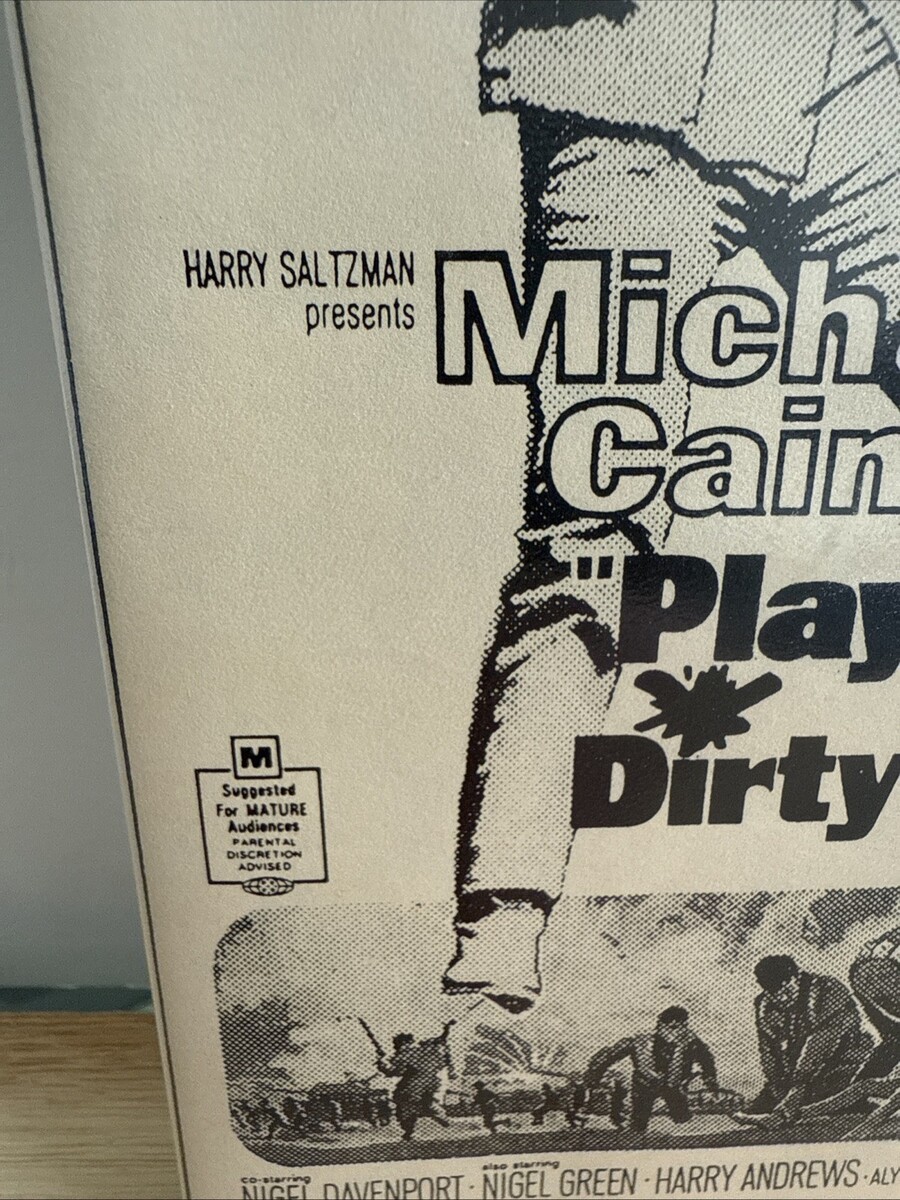 HARRY SALTZMAN
presents
Mich
Cain
"Play
Dirty
M
Suggested
For MATURE
Audiences
PARENTAL
DISCRETION
ADVISED
co-starring
NIGEL DAVENPORT ·
also starring
NIGEL GREEN · HARRY ANDREWS · ALY